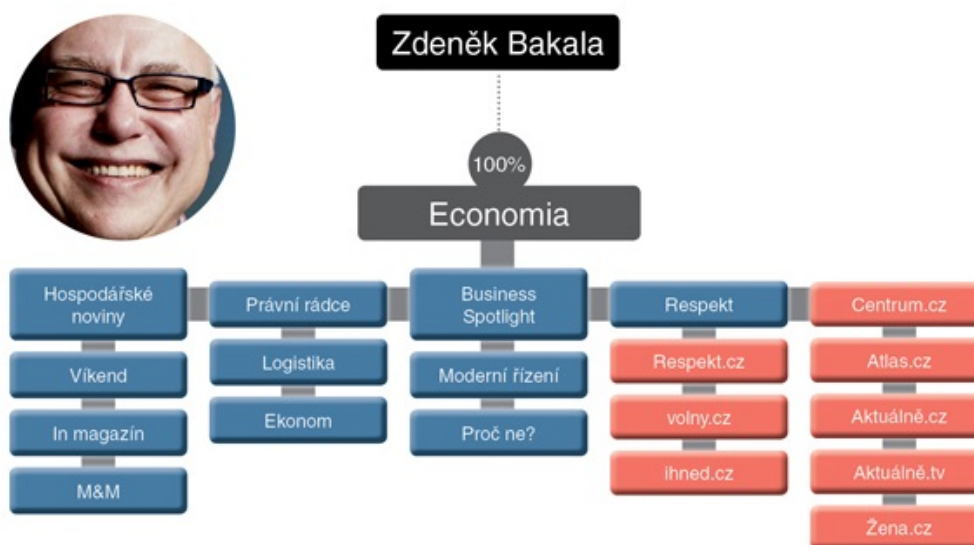 Zdeněk Bakala
100%
Economia
Hospodářské
noviny
Víkend
In magazín
M&M
Právní rádce
Logistika
Ekonom
Business
Spotlight
Moderní řízení
Proč ne?
Respekt
Respekt.cz
volny.cz
ihned.cz
Centrum.cz
Atlas.cz
Aktuálně.cz
Aktuálně.tv
Žena.cz